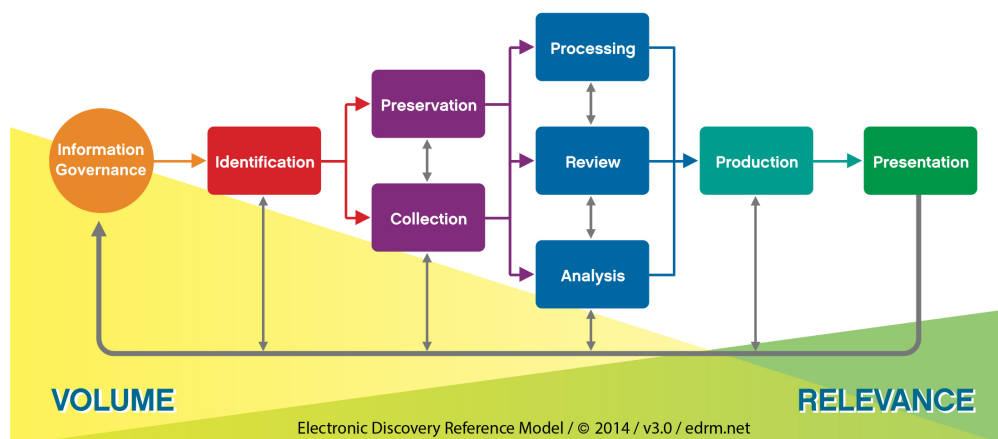 Information
Governance
Identification
Preservation
Collection
Processing
Review
Analysis
Production
Presentation
VOLUME
RELEVANCE
Electronic Discovery Reference Model / © 2014 / v3.0 / edrm.net